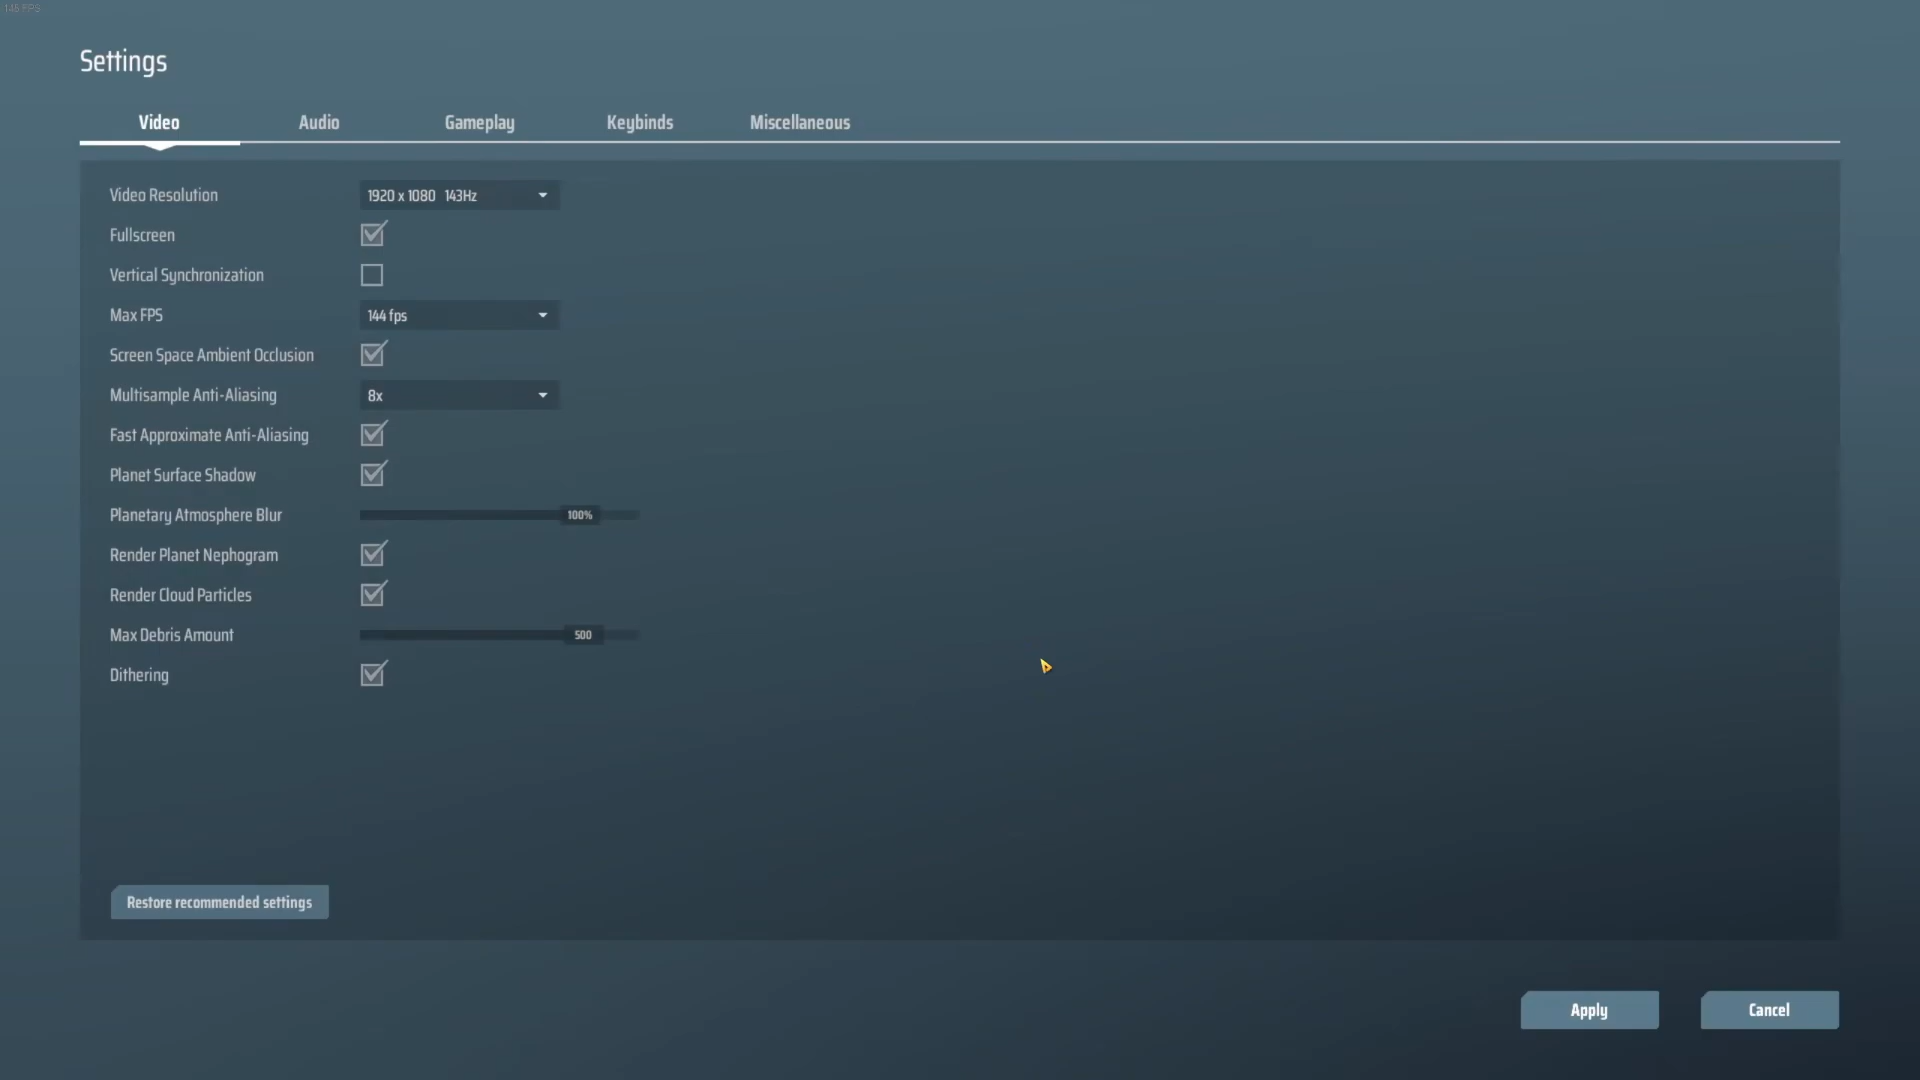 145 FPS
Settings
Video Audio Gameplay Keybinds Miscellaneous
Video Resolution 1920 x 1080 143Hz
Fullscreen
Vertical Synchronization
Max FPS 144 fps
Screen Space Ambient Occlusion
Multisample Anti-Aliasing 8x
Fast Approximate Anti-Aliasing
Planet Surface Shadow
Planetary Atmosphere Blur 100%
Render Planet Nephogram
Render Cloud Particles
Max Debris Amount 500
Dithering
Restore recommended settings
Apply Cancel